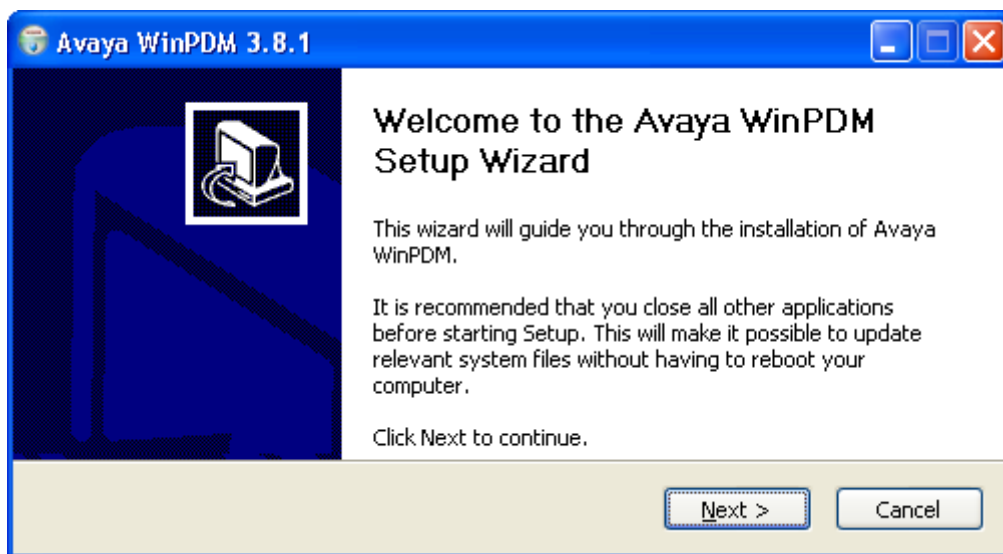 Avaya WinPDM 3.8.1
Welcome to the Avaya WinPDM
Setup Wizard
This wizard will guide you through the installation of Avaya
WinPDM.
It is recommended that you close all other applications
before starting Setup. This will make it possible to update
relevant system files without having to reboot your
computer.
Click Next to continue.
Next >
Cancel